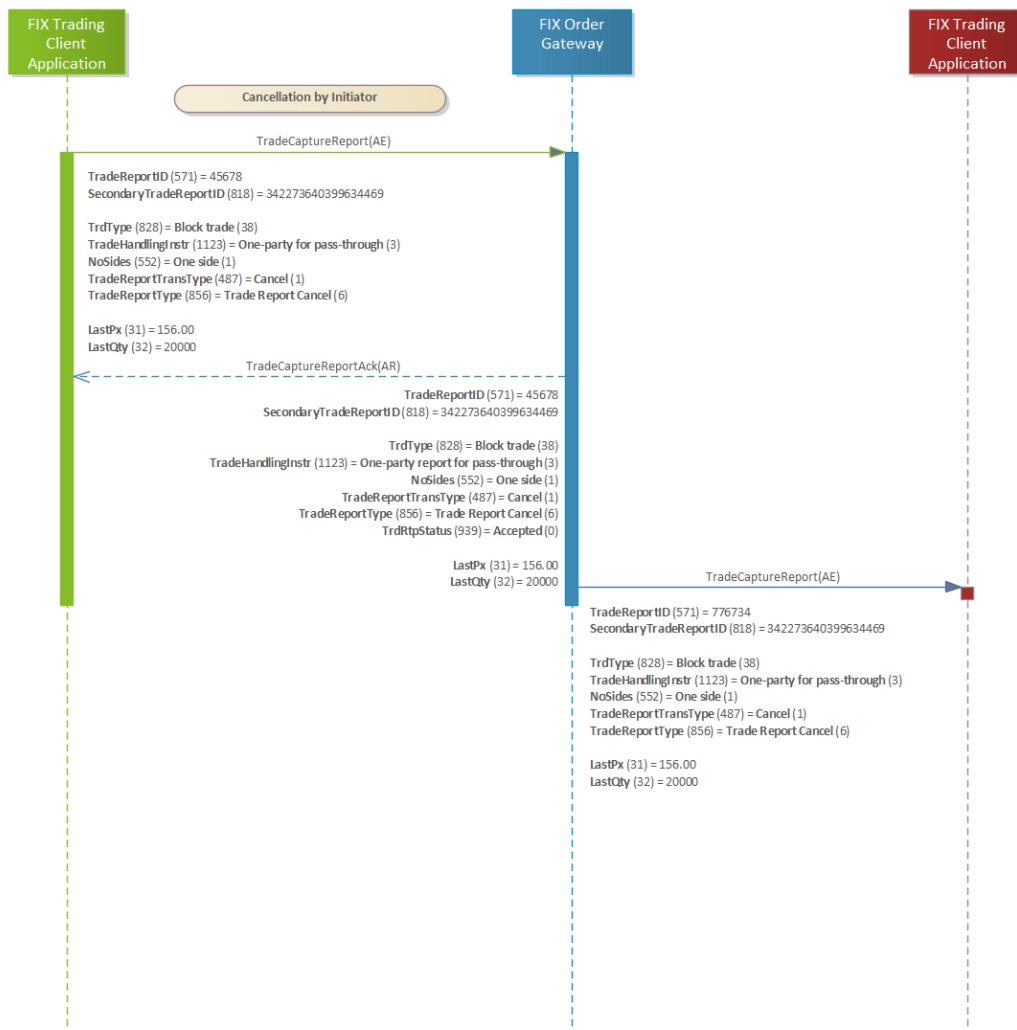 FIX Trading
Client
Application
FIX Order
Gateway
FIX Trading
Client
Application
Cancellation by Initiator
TradeCaptureReport(AE)
TradeReportID (571) = 45678
SecondaryTradeReportID (818) = 342273640399634469
TrdType (828) = Block trade (38)
TradeHandlingInstr (1123) = One-party for pass-through (3)
NoSides (552) = One side (1)
TradeReportTransType (487) = Cancel (1)
TradeReportType (856) = Trade Report Cancel (6)
LastPx (31) = 156.00
LastQty (32) = 20000
TradeCaptureReportAck(AR)
TradeReportID (571) = 45678
SecondaryTradeReportID (818) = 342273640399634469
TrdType (828) = Block trade (38)
TradeHandlingInstr (1123) = One-party report for pass-through (3)
NoSides (552) = One side (1)
TradeReportTransType (487) = Cancel (1)
TradeReportType (856) = Trade Report Cancel (6)
TrdRtpStatus (939) = Accepted (0)
LastPx (31) = 156.00
LastQty (32) = 20000
TradeCaptureReport(AE)
TradeReportID (571) = 776734
SecondaryTradeReportID (818) = 342273640399634469
TrdType (828) = Block trade (38)
TradeHandlingInstr (1123) = One-party for pass-through (3)
NoSides (552) = One side (1)
TradeReportTransType (487) = Cancel (1)
TradeReportType (856) = Trade Report Cancel (6)
LastPx (31) = 156.00
LastQty (32) = 20000